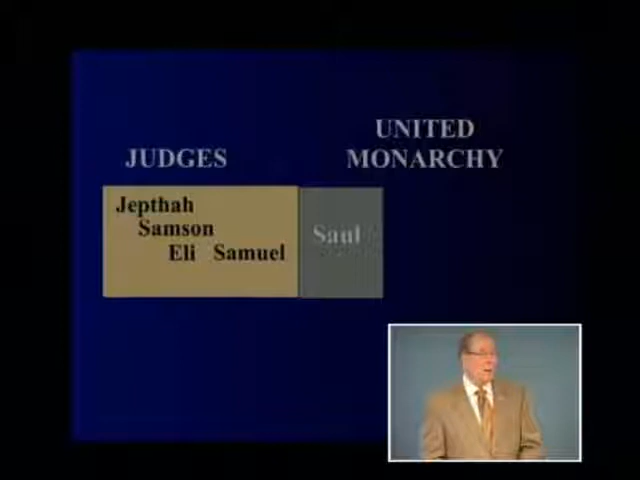 JUDGES
UNITED
MONARCHY
Jepthah
Samson
Eli Samuel
Saul